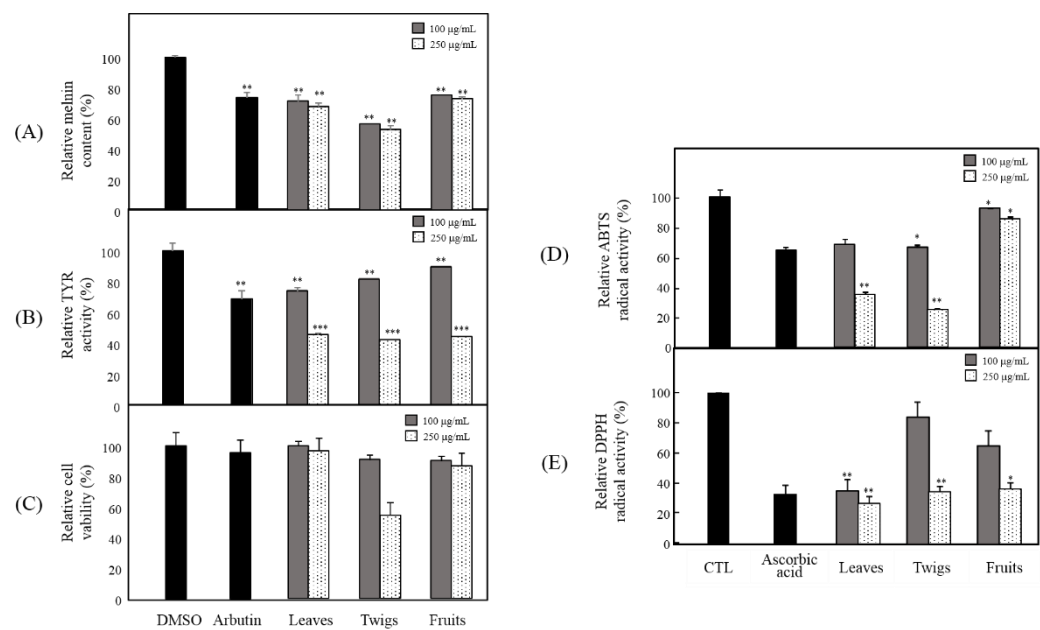 (A)
Relative melnin
content (%)
100 µg/mL
250 µg/mL
100
80
60
40
20
0
**
** **
** **
** **
(B)
Relative TYR
activity (%)
100 µg/mL
250 µg/mL
100
80
60
40
20
0
**
** ***
** ***
** ***
(C)
Relative cell
vability (%)
100 µg/mL
250 µg/mL
100
80
60
40
20
0
DMSO Arbutin Leaves Twigs Fruits
(D)
Relative ABTS
radical activity (%)
100 µg/mL
250 µg/mL
100
80
60
40
20
0
**
* **
* *
(E)
Relative DPPH
radical activity (%)
100 µg/mL
250 µg/mL
100
80
60
40
20
0
** **
**
*
CTL Ascorbic Leaves Twigs Fruits
acid